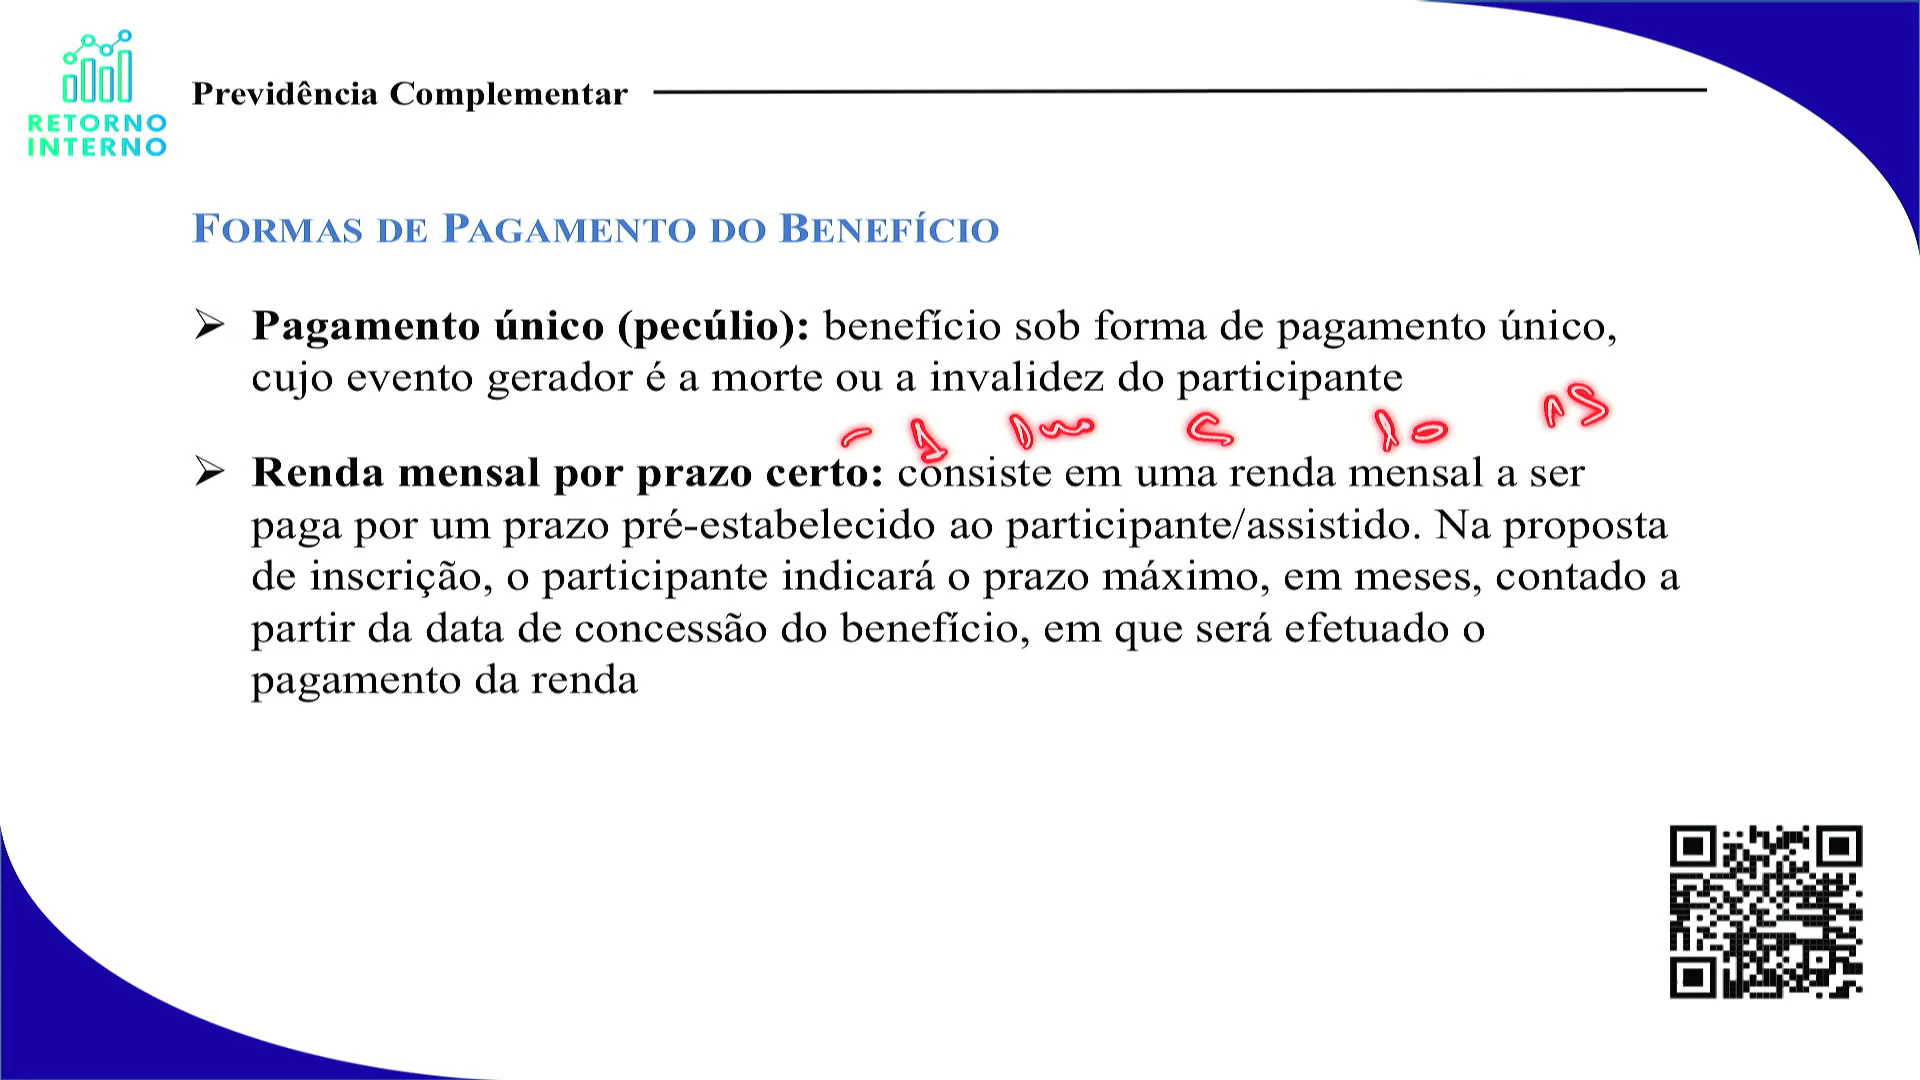 RETORNO
INTERNO
Previdência Complementar
FORMAS DE PAGAMENTO DO BENEFÍCIO
➢ Pagamento único (pecúlio): benefício sob forma de pagamento único,
cujo evento gerador é a morte ou a invalidez do participante
➢ Renda mensal por prazo certo: consiste em uma renda mensal a ser
paga por um prazo pré-estabelecido ao participante/assistido. Na proposta
de inscrição, o participante indicará o prazo máximo, em meses, contado a
partir da data de concessão do benefício, em que será efetuado o
pagamento da renda